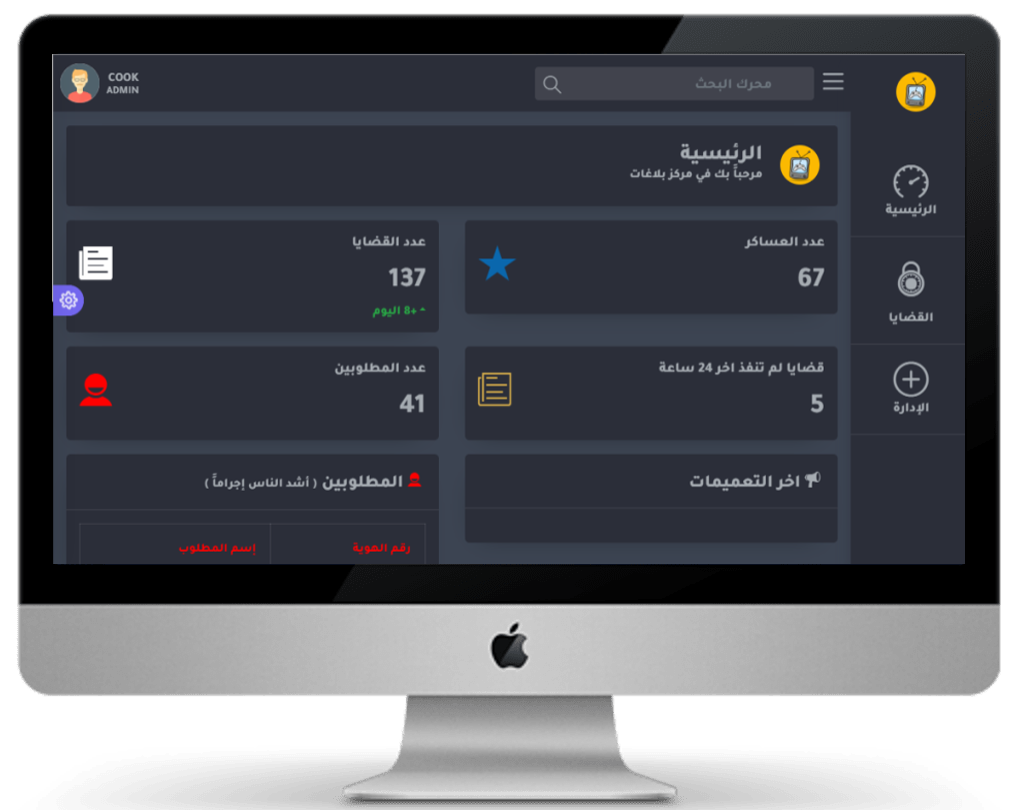 COOK
ADMIN
محرك البحث
الرئيسية
القضايا
الإدارة
الرئيسية
مرحباً بك في مركز بلاغات
عدد العساكر
67
عدد القضايا
137
+8 اليوم
قضايا لم تنفذ اخر 24 ساعة
5
عدد المطلوبين
41
اخر التعميمات
المطلوبين ( أشد الناس إجراماً )
رقم الهوية
إسم المطلوب